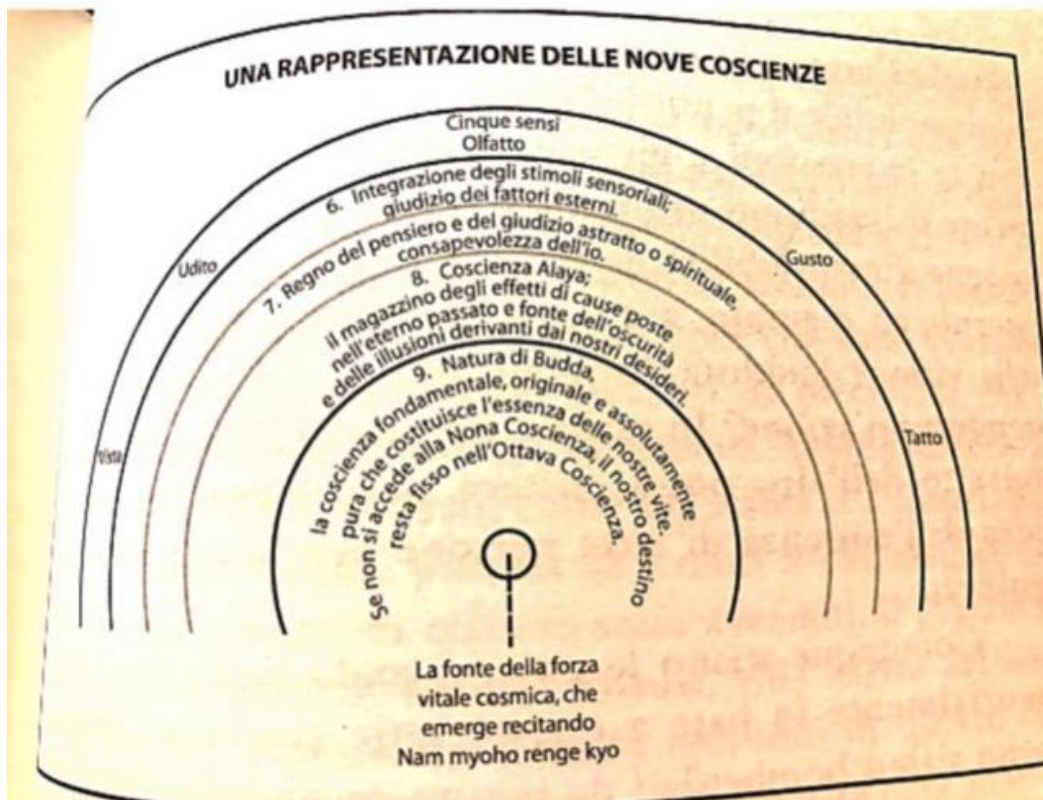 UNA RAPPRESENTAZIONE DELLE NOVE COSCIENZE
Cinque sensi
Olfatto
Udito
Gusto
Vista
Tatto
6. Integrazione degli stimoli sensoriali;
giudizio dei fattori esterni.
7. Regno del pensiero e del giudizio astratto o spirituale,
consapevolezza dell'io.
8. Coscienza Alaya;
il magazzino degli effetti di cause poste
nell'eterno passato e fonte dell'oscurità
e delle illusioni derivanti dai nostri desideri.
9. Natura di Budda,
la coscienza fondamentale, originale e assolutamente
pura che costituisce l'essenza delle nostre vite.
Se non si accede alla Nona Coscienza, il nostro destino
resta fisso nell'Ottava Coscienza.
La fonte della forza
vitale cosmica, che
emerge recitando
Nam myoho renge kyo